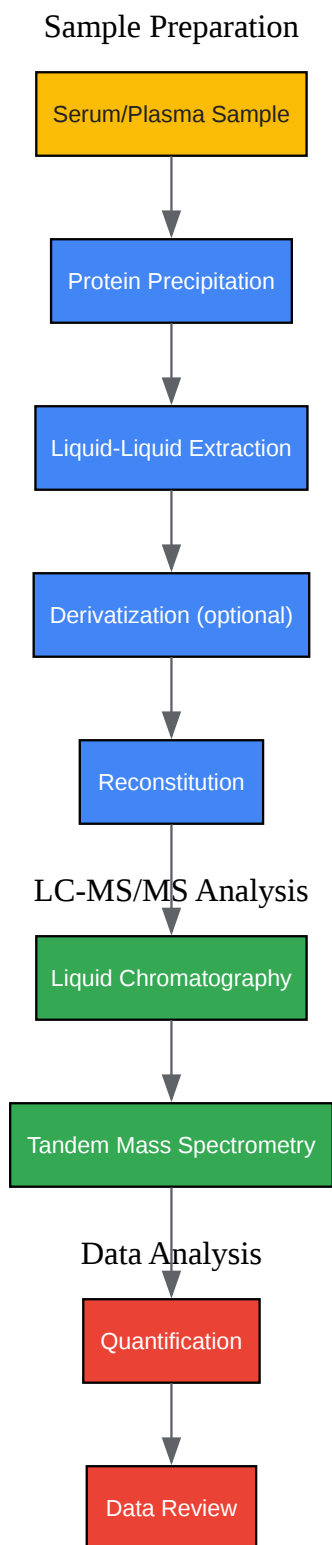 Sample Preparation
Serum/Plasma Sample
Protein Precipitation
Liquid-Liquid Extraction
Derivatization (optional)
Reconstitution
LC-MS/MS Analysis
Liquid Chromatography
Tandem Mass Spectrometry
Data Analysis
Quantification
Data Review